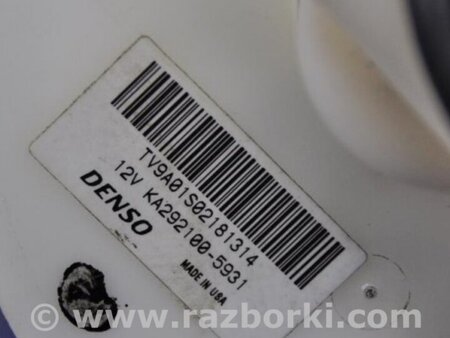 TV9A01S02181314
12V KA292100-5931
DENSO
MADE IN USA
www.razborki.com